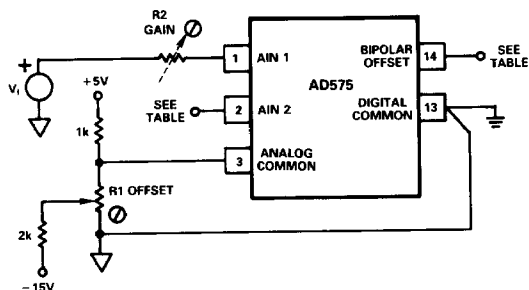 R2
GAIN
1
AIN 1
BIPOLAR
OFFSET
14
SEE
TABLE
AD575
+
V₁
+5V
SEE
TABLE
2
AIN 2
DIGITAL
COMMON
13
1k
3
ANALOG
COMMON
R1 OFFSET
2k
−15V